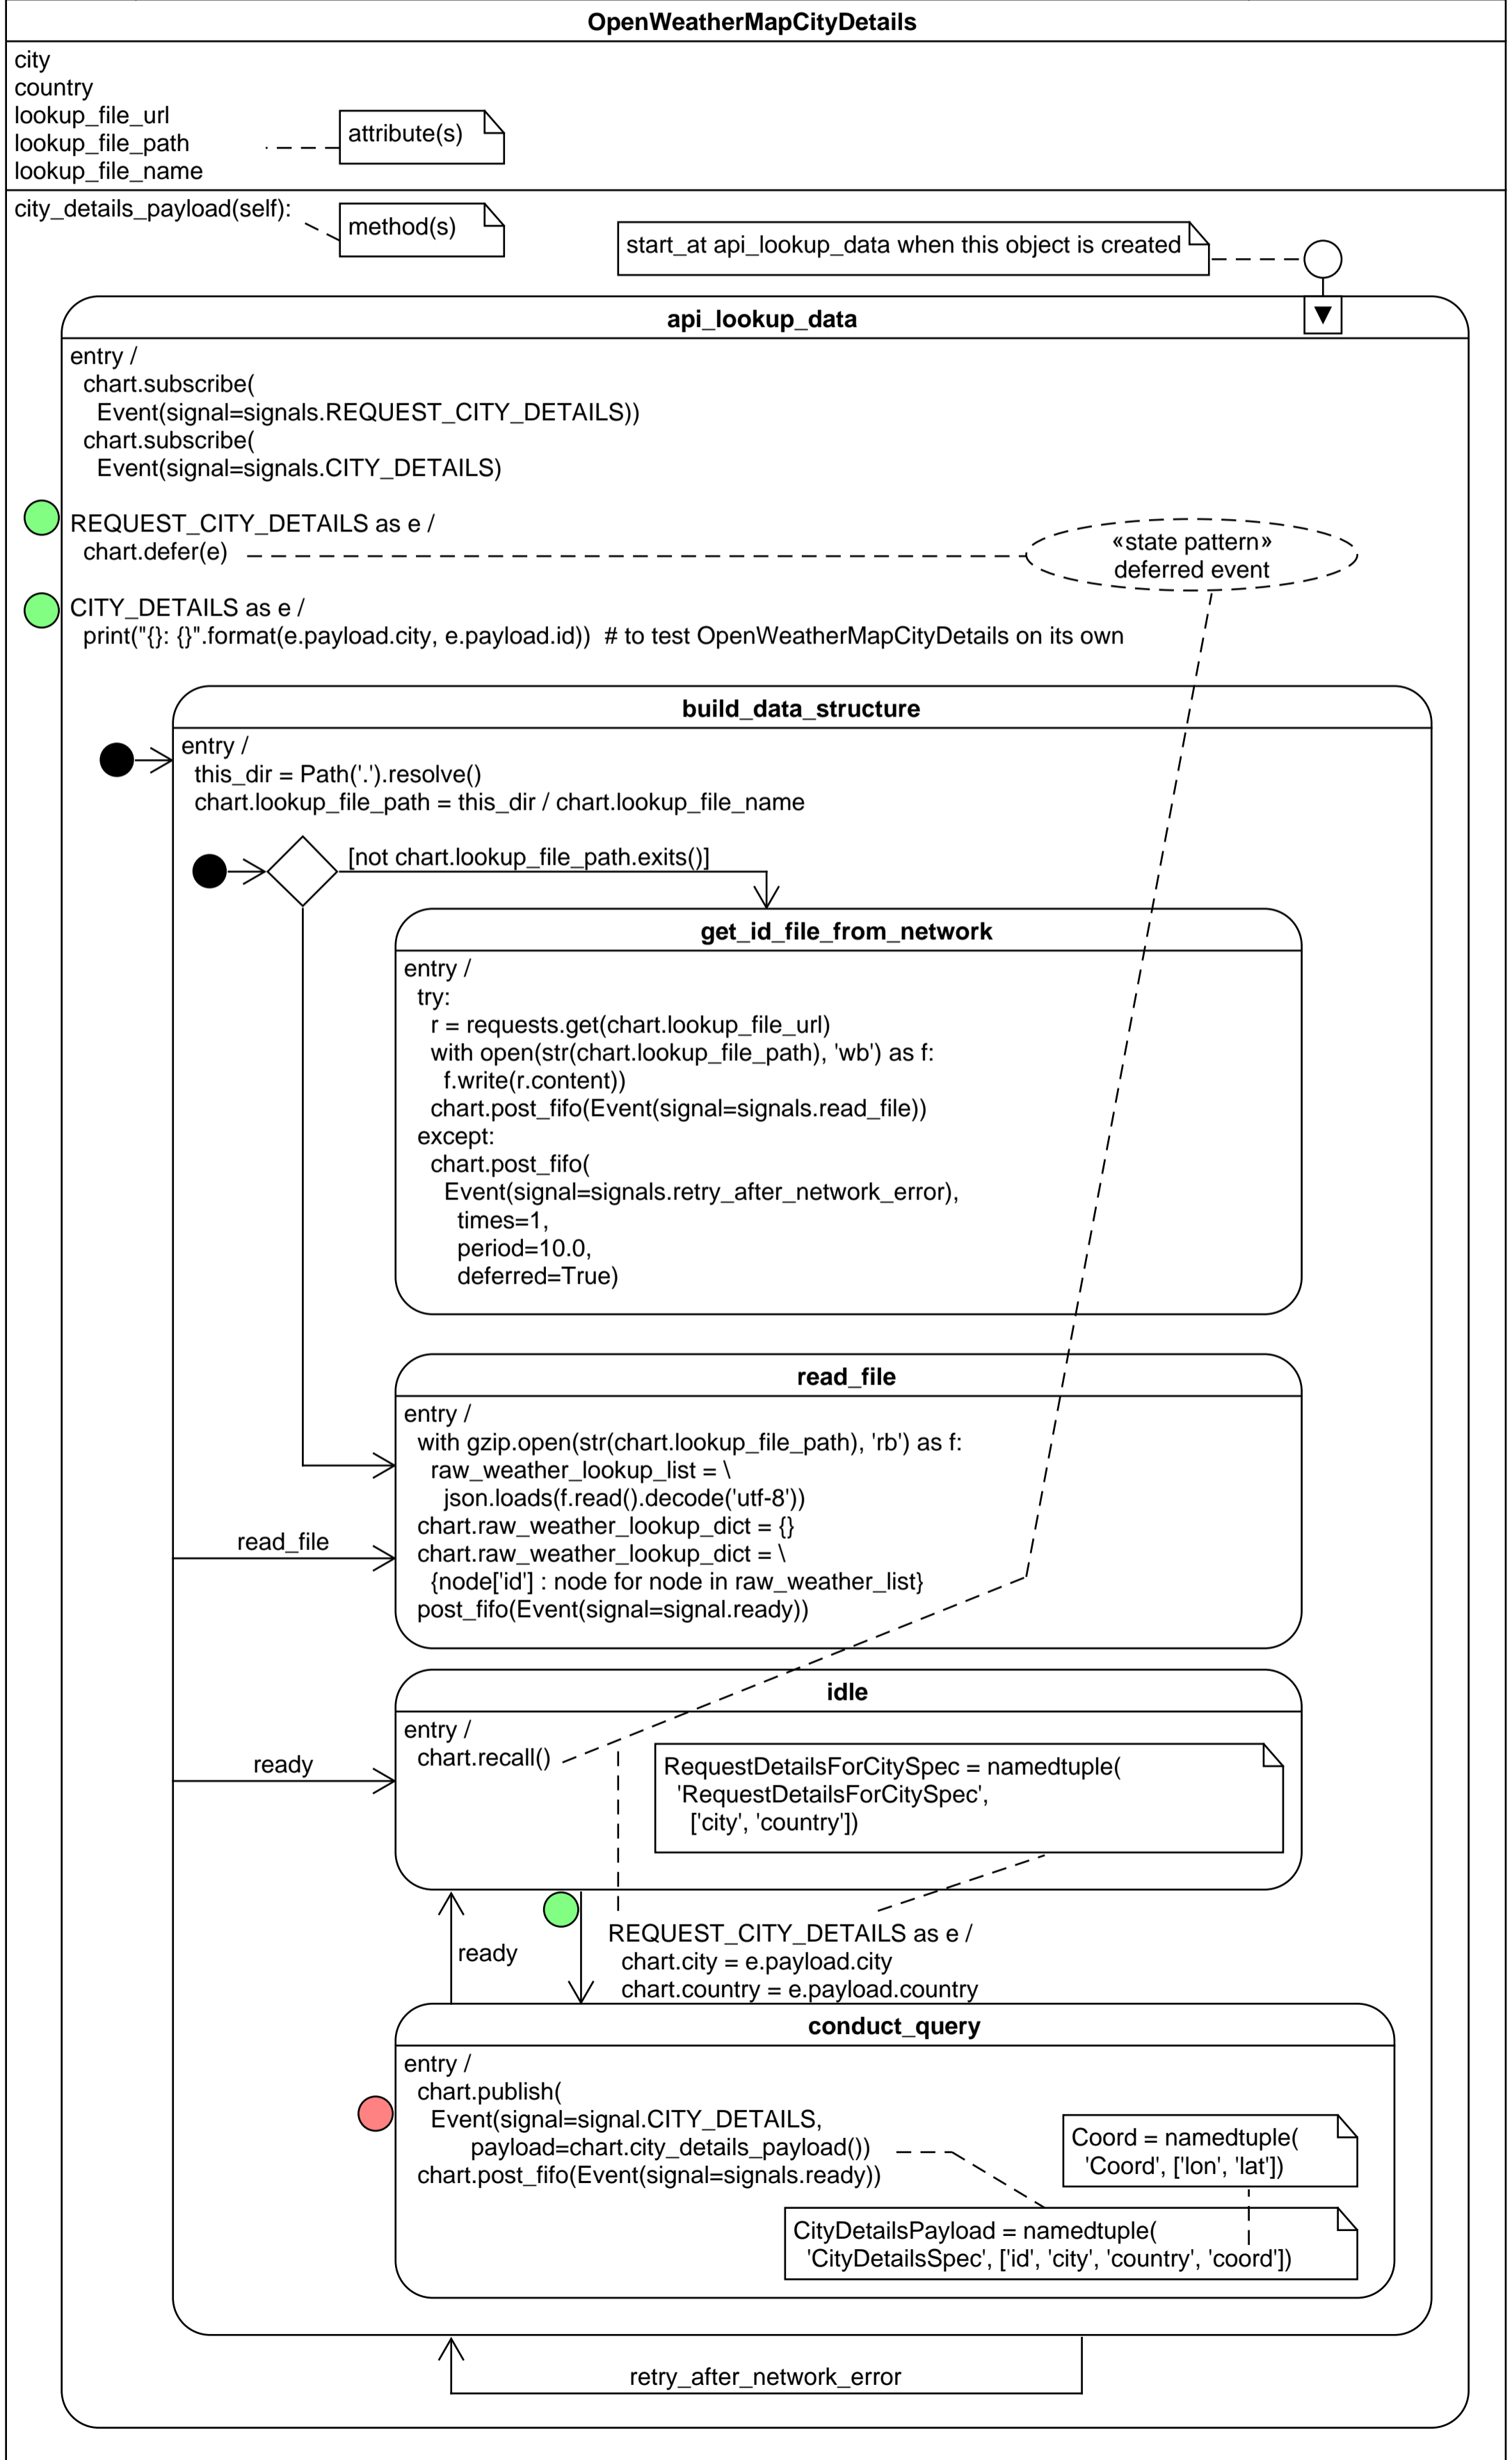 OpenWeatherMapCityDetails
city
country
lookup_file_url
lookup_file_path
lookup_file_name
attribute(s)
city_details_payload(self):
method(s)
start_at api_lookup_data when this object is created
api_lookup_data
entry /
chart.subscribe(
Event(signal=signals.REQUEST_CITY_DETAILS))
chart.subscribe(
Event(signal=signals.CITY_DETAILS)
REQUEST_CITY_DETAILS as e /
chart.defer(e)
«state pattern»
deferred event
CITY_DETAILS as e /
print("{}: {}".format(e.payload.city, e.payload.id))  # to test OpenWeatherMapCityDetails on its own
build_data_structure
entry /
this_dir = Path('.').resolve()
chart.lookup_file_path = this_dir / chart.lookup_file_name
[not chart.lookup_file_path.exits()]
get_id_file_from_network
entry /
try:
r = requests.get(chart.lookup_file_url)
with open(str(chart.lookup_file_path), 'wb') as f:
f.write(r.content))
chart.post_fifo(Event(signal=signals.read_file))
except:
chart.post_fifo(
Event(signal=signals.retry_after_network_error),
times=1,
period=10.0,
deferred=True)
read_file
entry /
with gzip.open(str(chart.lookup_file_path), 'rb') as f:
raw_weather_lookup_list = \
json.loads(f.read().decode('utf-8'))
chart.raw_weather_lookup_dict = {}
chart.raw_weather_lookup_dict = \
{node['id'] : node for node in raw_weather_list}
post_fifo(Event(signal=signal.ready))
read_file
idle
entry /
chart.recall()
ready
RequestDetailsForCitySpec = namedtuple(
'RequestDetailsForCitySpec',
['city', 'country'])
ready
REQUEST_CITY_DETAILS as e /
chart.city = e.payload.city
chart.country = e.payload.country
conduct_query
entry /
chart.publish(
Event(signal=signal.CITY_DETAILS,
payload=chart.city_details_payload())
chart.post_fifo(Event(signal=signals.ready))
Coord = namedtuple(
'Coord', ['lon', 'lat'])
CityDetailsPayload = namedtuple(
'CityDetailsSpec', ['id', 'city', 'country', 'coord'])
retry_after_network_error